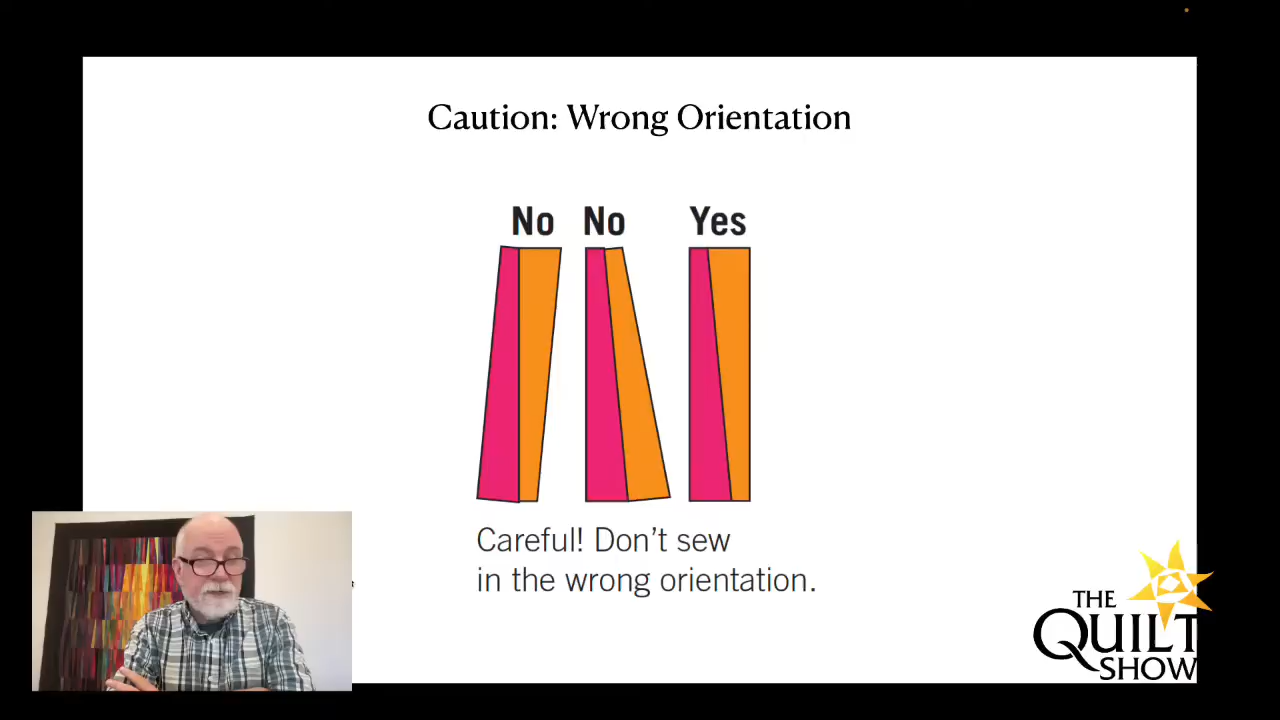 Caution: Wrong Orientation
No No Yes
Careful! Don't sew
in the wrong orientation.
THE
QUILT
SHOW